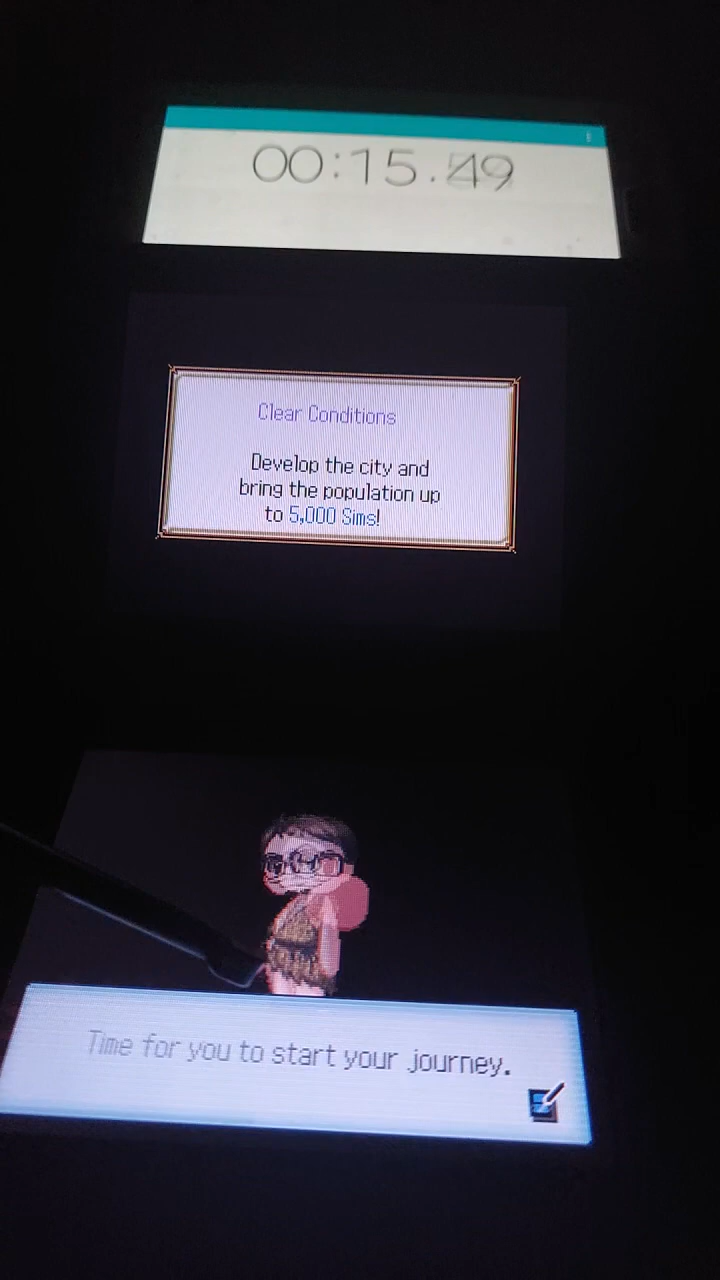 00:15.49
Clear Conditions
Develop the city and
bring the population up
to 5,000 Sims!
Time for you to start your journey.